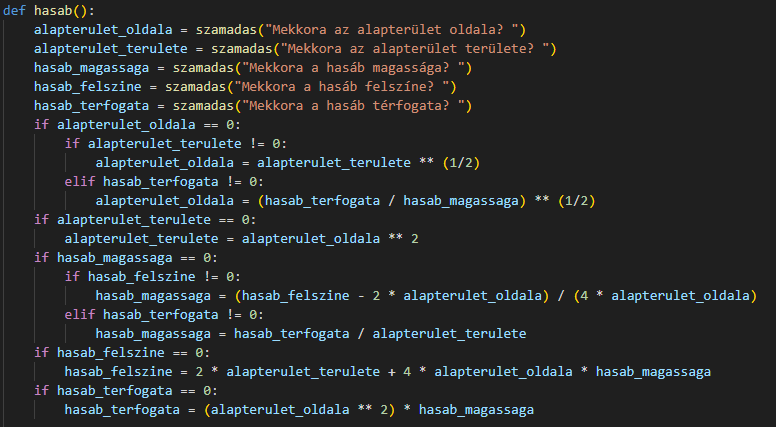 def hasab():
    alapterulet_oldala = szamadas("Mekkora az alapterület oldala? ")
    alapterulet_terulete = szamadas("Mekkora az alapterület területe? ")
    hasab_magassaga = szamadas("Mekkora a hasáb magassága? ")
    hasab_felszine = szamadas("Mekkora a hasáb felszíne? ")
    hasab_terfogata = szamadas("Mekkora a hasáb térfogata? ")
    if alapterulet_oldala == 0:
        if alapterulet_terulete != 0:
            alapterulet_oldala = alapterulet_terulete ** (1/2)
        elif hasab_terfogata != 0:
            alapterulet_oldala = (hasab_terfogata / hasab_magassaga) ** (1/2)
    if alapterulet_terulete == 0:
        alapterulet_terulete = alapterulet_oldala ** 2
    if hasab_magassaga == 0:
        if hasab_felszine != 0:
            hasab_magassaga = (hasab_felszine - 2 * alapterulet_oldala) / (4 * alapterulet_oldala)
        elif hasab_terfogata != 0:
            hasab_magassaga = hasab_terfogata / alapterulet_terulete
    if hasab_felszine == 0:
        hasab_felszine = 2 * alapterulet_terulete + 4 * alapterulet_oldala * hasab_magassaga
    if hasab_terfogata == 0:
        hasab_terfogata = (alapterulet_oldala ** 2) * hasab_magassaga